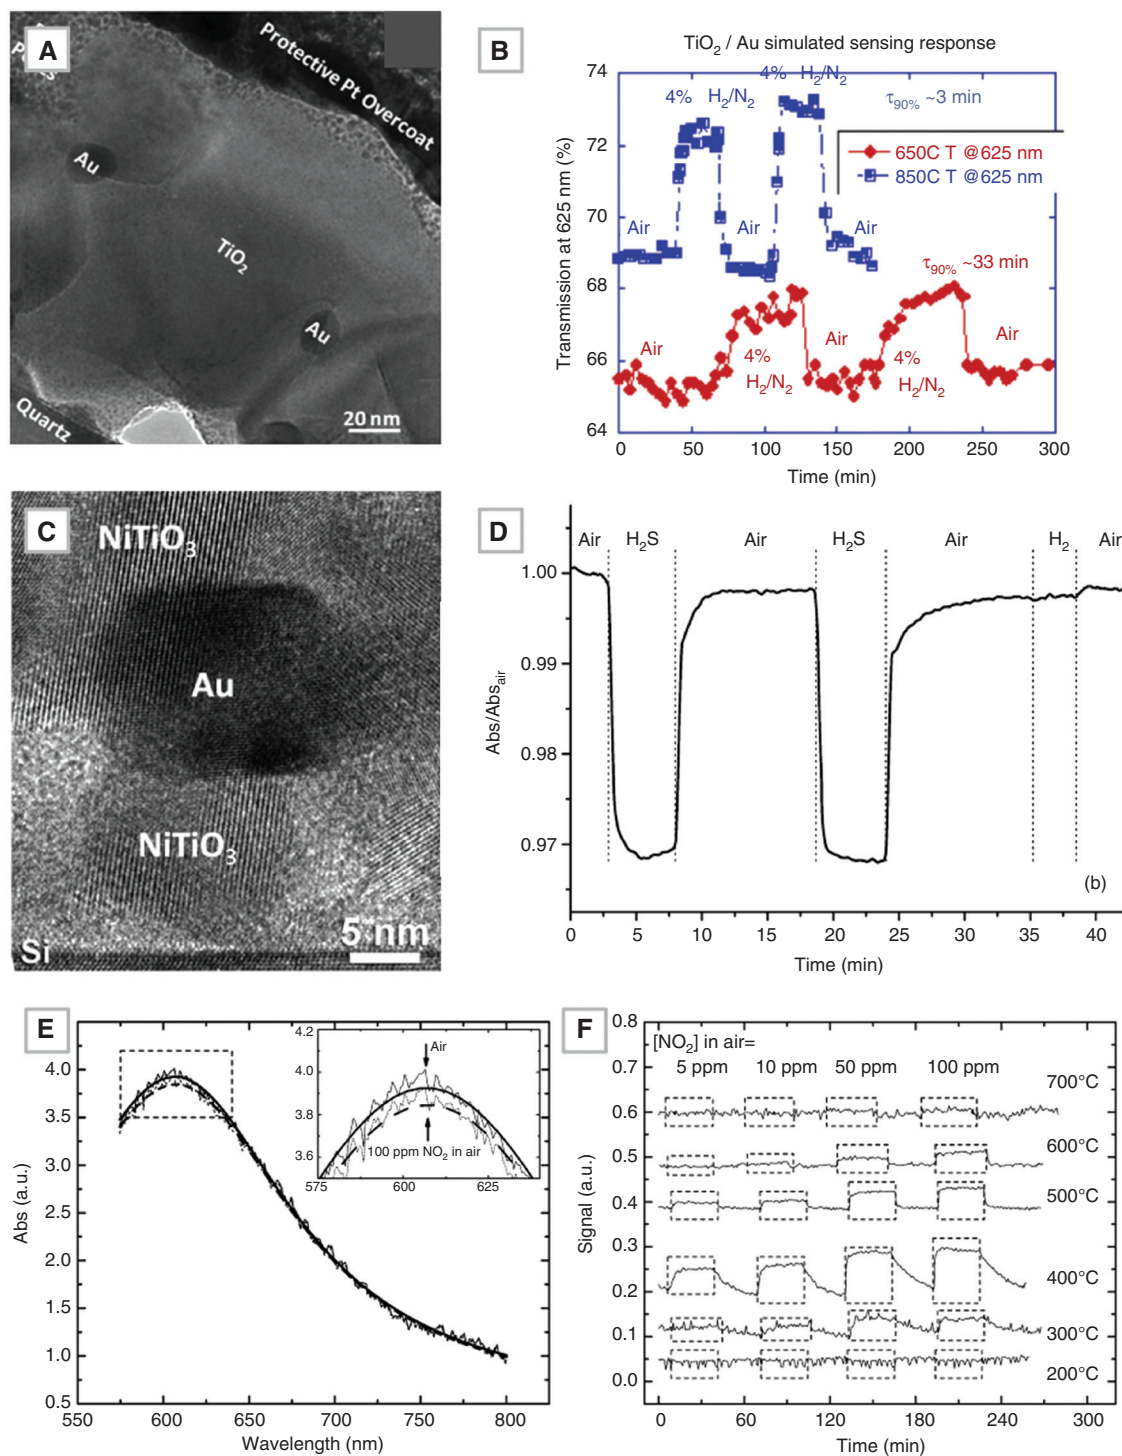 A
Protective Pt Overcoat
Au
TiO2
Au
Quartz
20 nm
B
TiO2 / Au simulated sensing response
74
72
70
68
66
64
Transmission at 625 nm (%)
4% H2/N2
4% H2/N2
τ90% ~3 min
650C T @625 nm
850C T @625 nm
Air
Air
Air
τ90% ~33 min
Air
Air
Air
4%
H2/N2
4%
H2/N2
0 50 100 150 200 250 300
Time (min)
C
NiTiO3
Au
NiTiO3
Si
5 nm
D
Air H2S Air H2S Air H2 Air
1.00
0.99
0.98
0.97
Abs/Absair
(b)
0 5 10 15 20 25 30 35 40
Time (min)
E
4.0
3.5
3.0
2.5
2.0
1.5
1.0
0.5
Abs (a.u.)
4.2
4.0
3.8
3.6
Air
100 ppm NO2 in air
575 600 625
550 600 650 700 750 800
Wavelength (nm)
F
0.8
0.7
0.6
0.5
0.4
0.3
0.2
0.1
0.0
Signal (a.u.)
[NO2] in air=
5 ppm 10 ppm 50 ppm 100 ppm
700°C
600°C
500°C
400°C
300°C
200°C
0 60 120 180 240 300
Time (min)